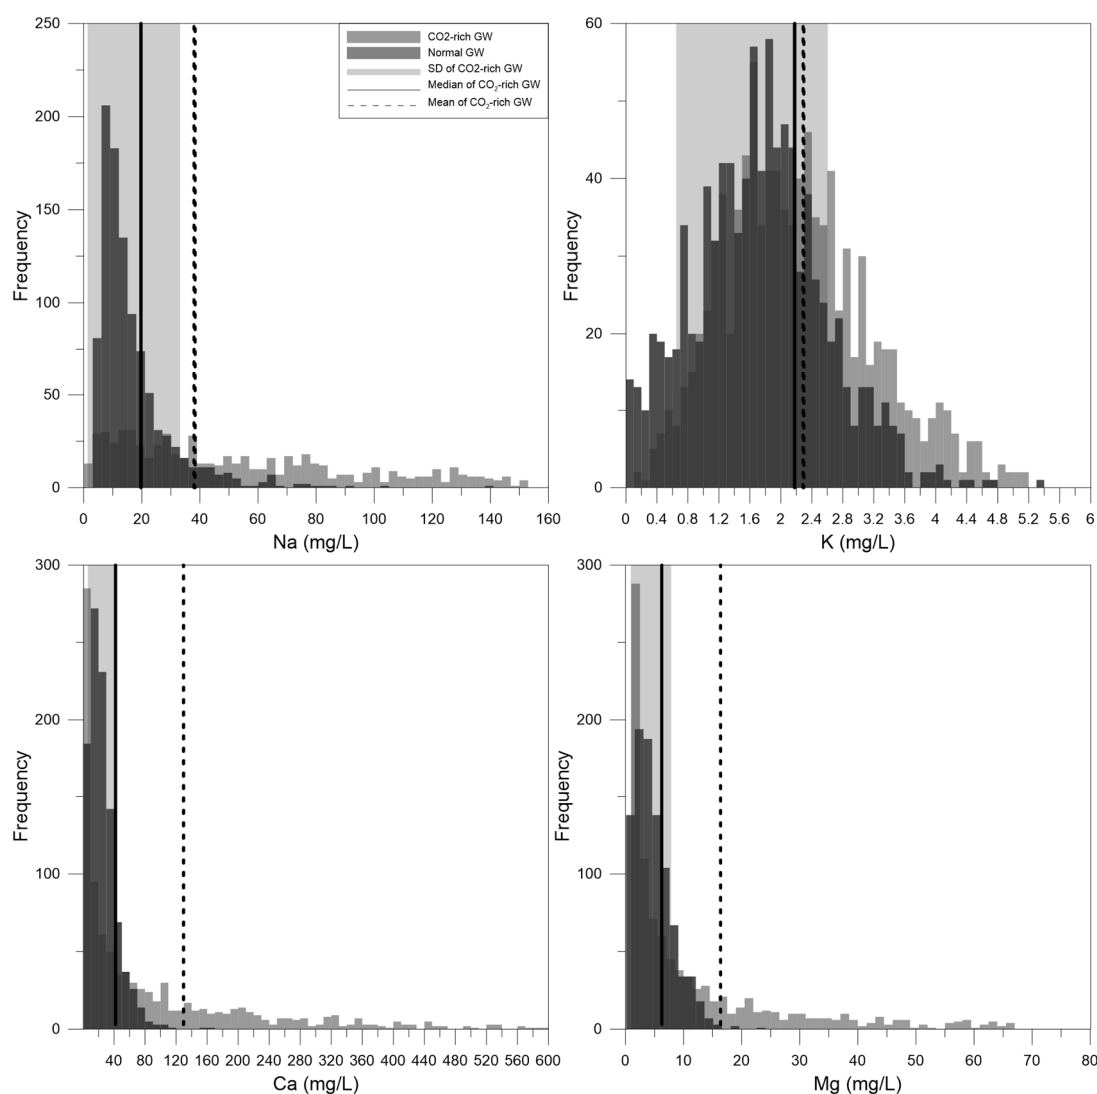 250
200
150
100
50
0
Frequency
CO2-rich GW
Normal GW
SD of CO2-rich GW
Median of CO₂-rich GW
Mean of CO₂-rich GW
0 20 40 60 80 100 120 140 160
Na (mg/L)
60
40
20
0
Frequency
0 0.4 0.8 1.2 1.6 2 2.4 2.8 3.2 3.6 4 4.4 4.8 5.2 5.6 6
K (mg/L)
300
200
100
0
Frequency
40 80 120 160 200 240 280 320 360 400 440 480 520 560 600
Ca (mg/L)
300
200
100
0
Frequency
0 10 20 30 40 50 60 70 80
Mg (mg/L)